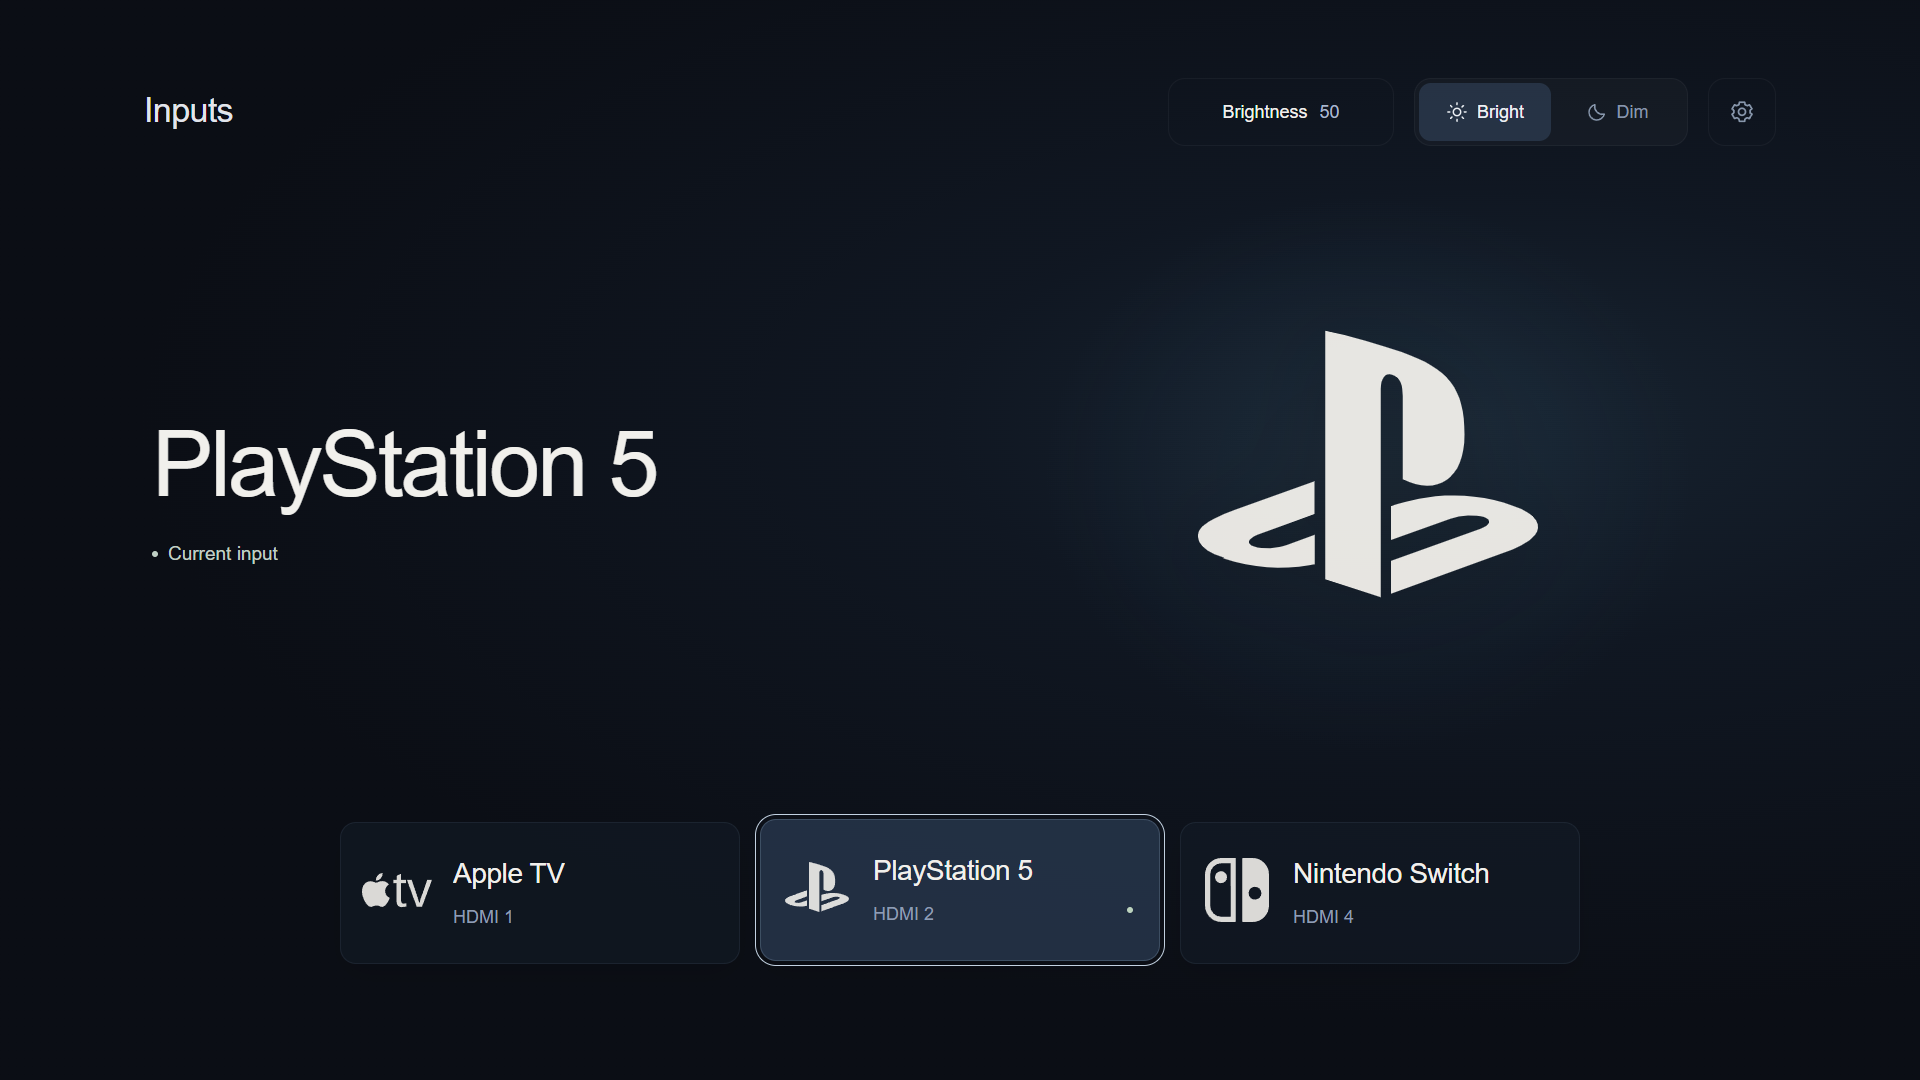 Inputs
Brightness 50
Bright
Dim
PlayStation 5
Current input
tv
Apple TV
HDMI 1
PlayStation 5
HDMI 2
Nintendo Switch
HDMI 4